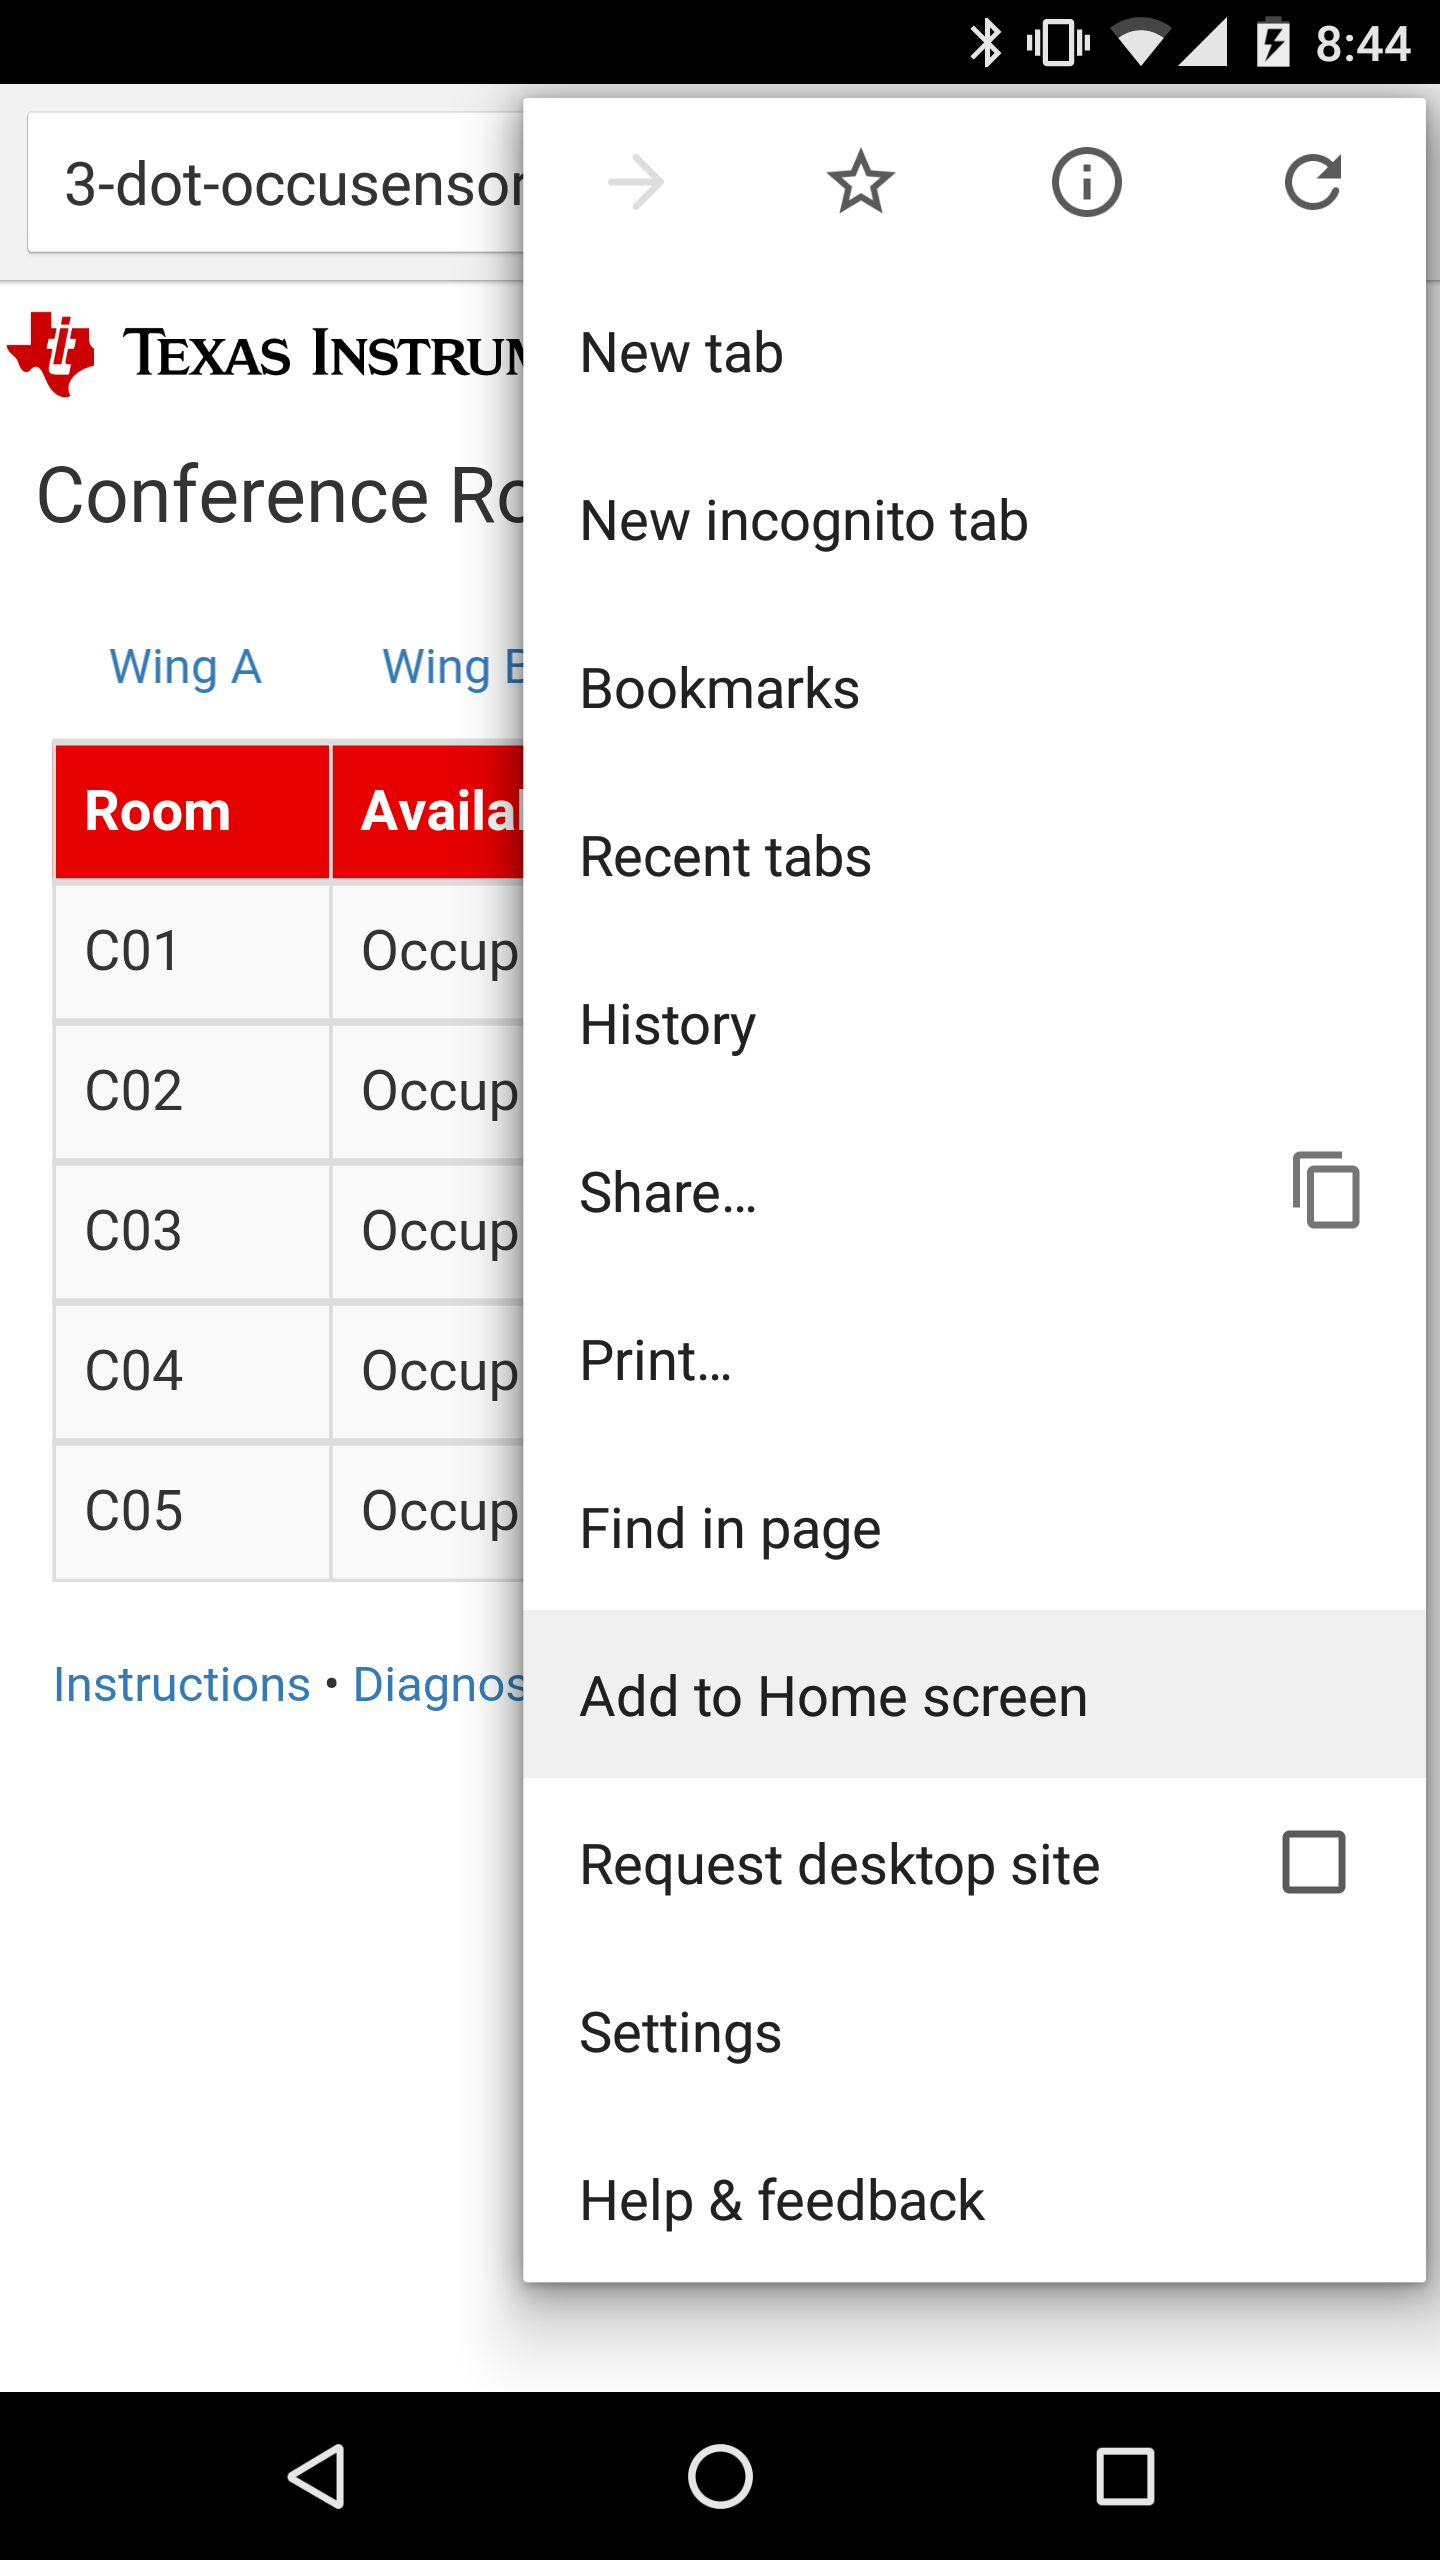 8:44
3-dot-occusensor
TEXAS INSTRUM
Conference Ro
Wing A Wing B
Room Availal
C01 Occup
C02 Occup
C03 Occup
C04 Occup
C05 Occup
Instructions • Diagnos
New tab
New incognito tab
Bookmarks
Recent tabs
History
Share...
Print...
Find in page
Add to Home screen
Request desktop site
Settings
Help & feedback